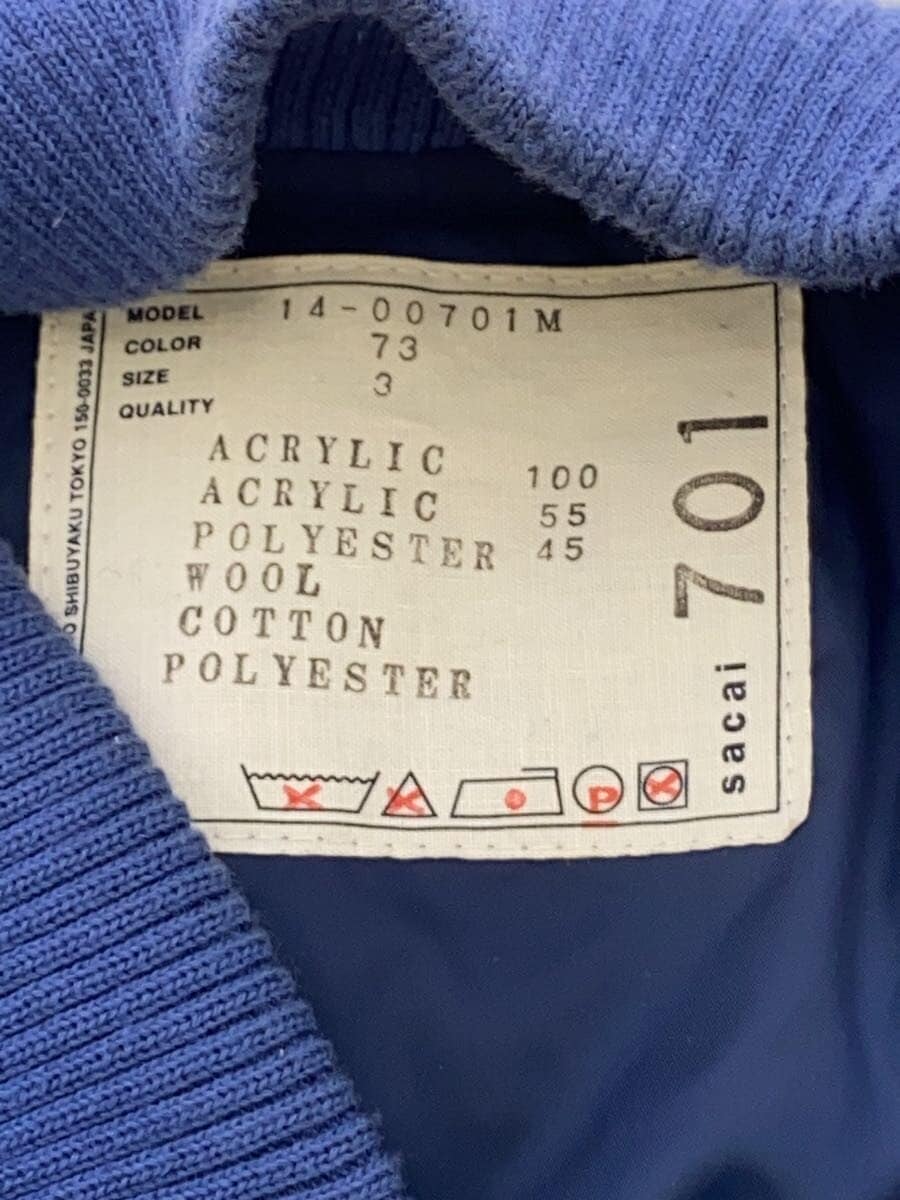 MODEL 14-00701M
COLOR 73
SIZE 3
QUALITY
ACRYLIC 100
ACRYLIC 55
POLYESTER 45
WOOL
COTTON
POLYESTER
P
701
sacai
SHIBUYAKU TOKYO 150-0033